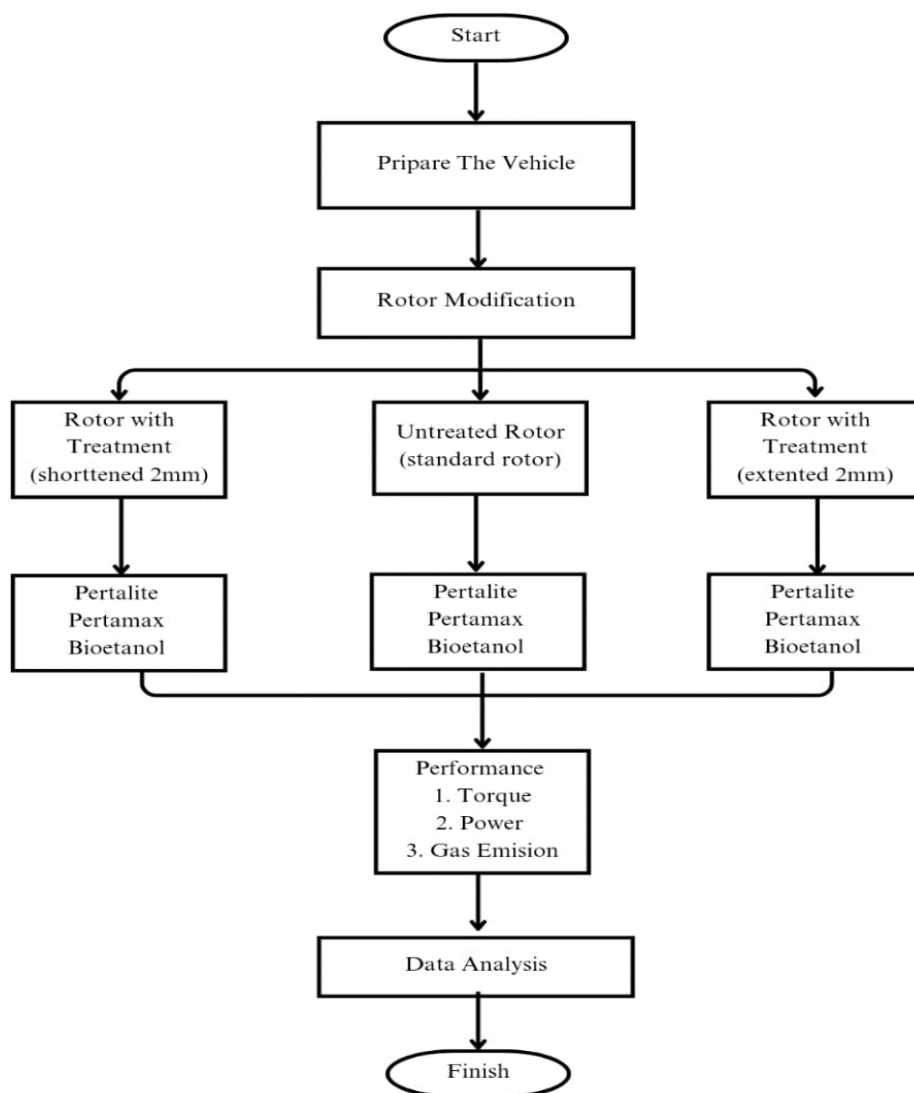 Start
Pripare The Vehicle
Rotor Modification
Rotor with
Treatment
(shorttened 2mm)
Untreated Rotor
(standard rotor)
Rotor with
Treatment
(extented 2mm)
Pertalite
Pertamax
Bioetanol
Pertalite
Pertamax
Bioetanol
Pertalite
Pertamax
Bioetanol
Performance
1. Torque
2. Power
3. Gas Emision
Data Analysis
Finish